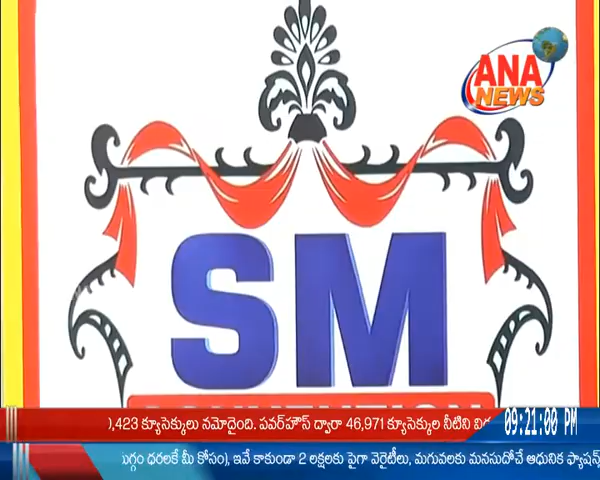 ANA
NEWS
SM
,423 క్యూసెక్కులు నమోదైంది. పవర్‌హౌస్ ద్వారా 46,971 క్యూసెక్కుల నీటిని
09:21:00 PM
ధరలకే మీ కోసం), ఇవే కాకుండా 2 లక్షలకు పైగా వెరైటీలు, మగువలకు మనసుదోచే ఆధునిక ఫ్యాషన్స్